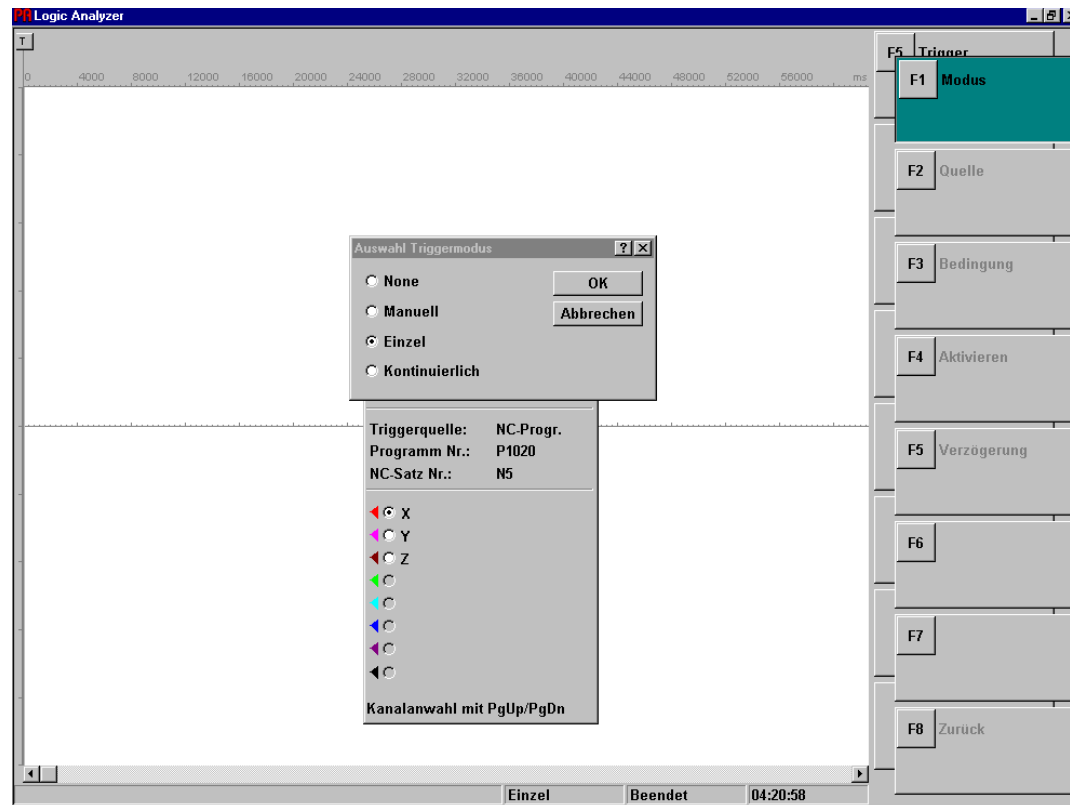 PA Logic Analyzer
T
0 4000 8000 12000 16000 20000 24000 28000 32000 36000 40000 44000 48000 52000 56000 ms
Auswahl Triggermodus
None
Manuell
Einzel
Kontinuierlich
OK
Abbrechen
Triggerquelle: NC-Progr.
Programm Nr.: P1020
NC-Satz Nr.: N5
X
Y
Z
Kanalanwahl mit PgUp/PgDn
F5 Trigger
F1 Modus
F2 Quelle
F3 Bedingung
F4 Aktivieren
F5 Verzögerung
F6
F7
F8 Zurück
Einzel Beendet 04:20:58